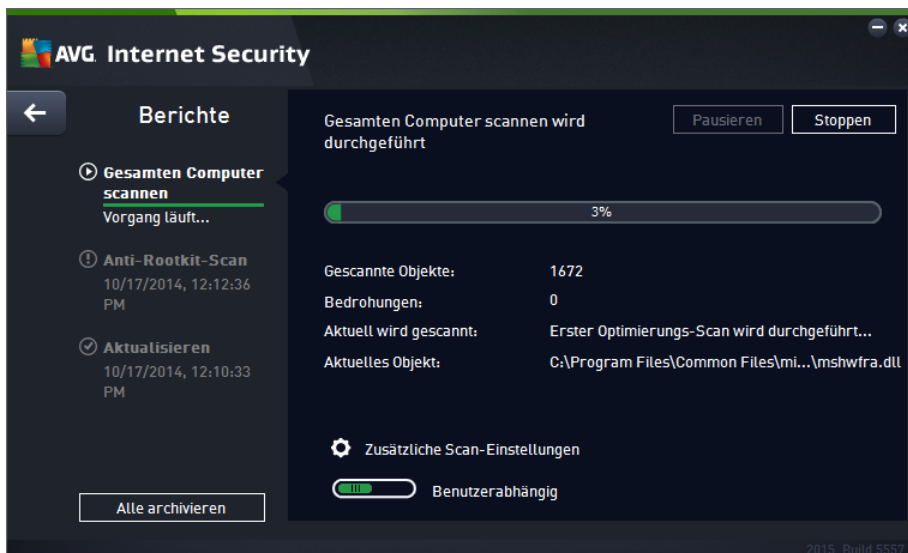 AVG Internet Security
Berichte
Gesamten Computer
scannen
Vorgang läuft...
Anti-Rootkit-Scan
10/17/2014, 12:12:36
PM
Aktualisieren
10/17/2014, 12:10:33
PM
Alle archivieren
Gesamten Computer scannen wird
durchgeführt
Pausieren
Stoppen
3%
Gescannte Objekte: 1672
Bedrohungen: 0
Aktuell wird gescannt: Erster Optimierungs-Scan wird durchgeführt...
Aktuelles Objekt: C:\Program Files\Common Files\mi...\mshwfra.dll
Zusätzliche Scan-Einstellungen
Benutzerabhängig
2015. Build 5557